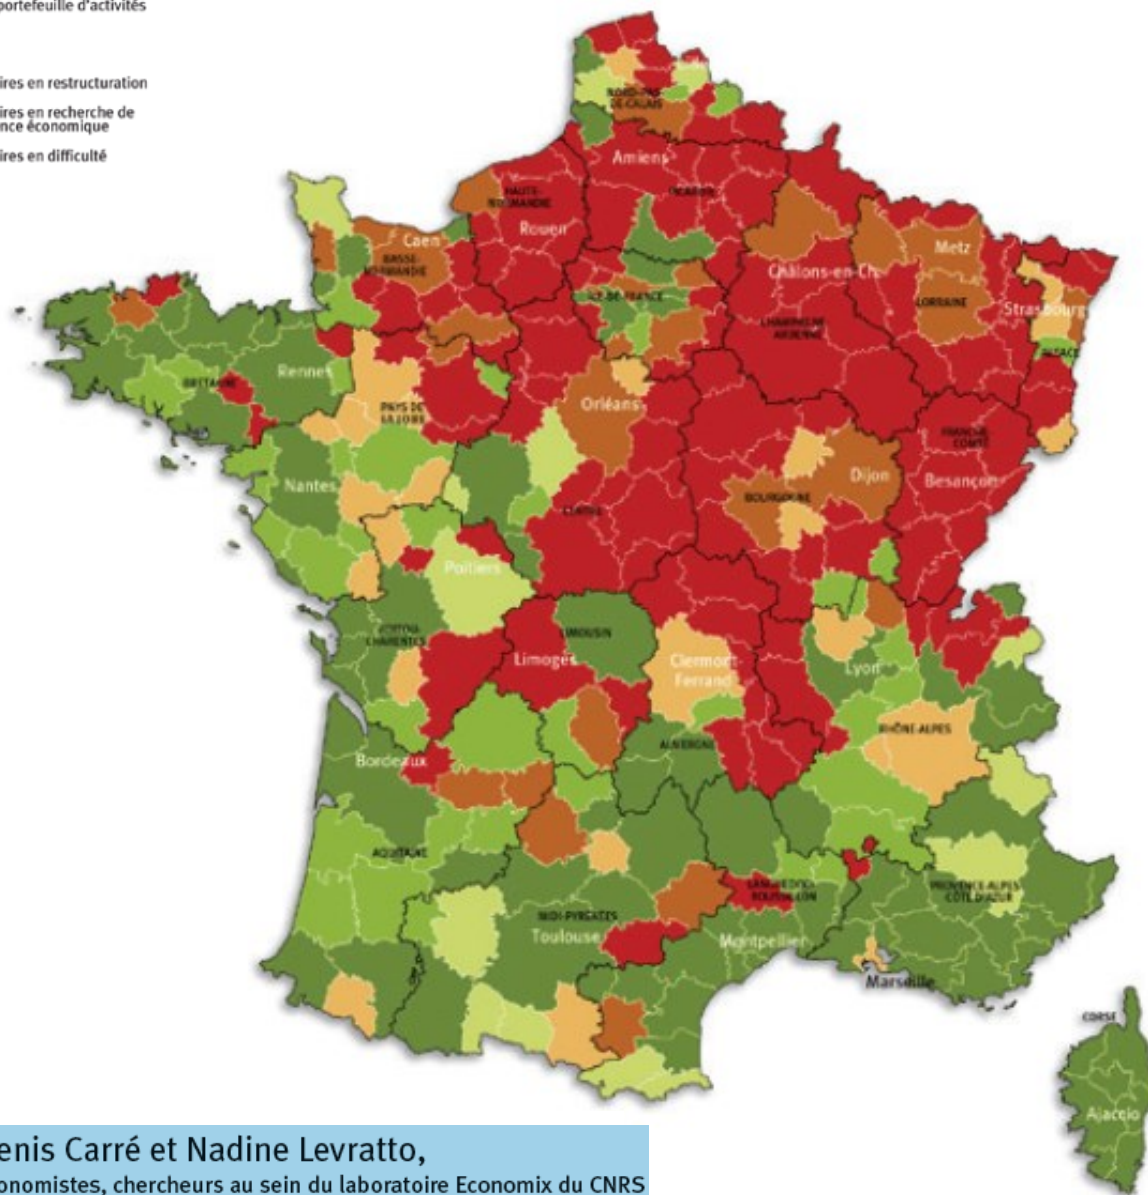 portefeuille d'activités
ires en restructuration
ires en recherche de
nce économique
ires en difficulté
NORD-PAS-
DE-CALAIS
Amiens
PICARDIE
HAUTE-
NORMANDIE
Rouen
Caen
BASSE-
NORMANDIE
Metz
Châlons-en-Ch.
ILE-DE-FRANCE
LORRAINE
Strasbourg
CHAMPAGNE
ARDENNE
ALSACE
Rennes
BRETAGNE
PAYS DE
LA LOIRE
Orléans
FRANCHE-
COMTÉ
Dijon
Besançon
Nantes
BOURGOGNE
CENTRE
Poitiers
POITOU-
CHARENTES
LIMOUSIN
Limoges
Clermont-
Ferrand
Lyon
RHÔNE-ALPES
AUVERGNE
Bordeaux
AQUITAINE
LANGUEDOC-
ROUSSILLON
PROVENCE-ALPES
CÔTE D'AZUR
MIDI-PYRÉNÉES
Toulouse
Montpellier
Marseille
CORSE
Ajaccio
enis Carré et Nadine Levratto,
onomistes, chercheurs au sein du laboratoire Economix du CNRS